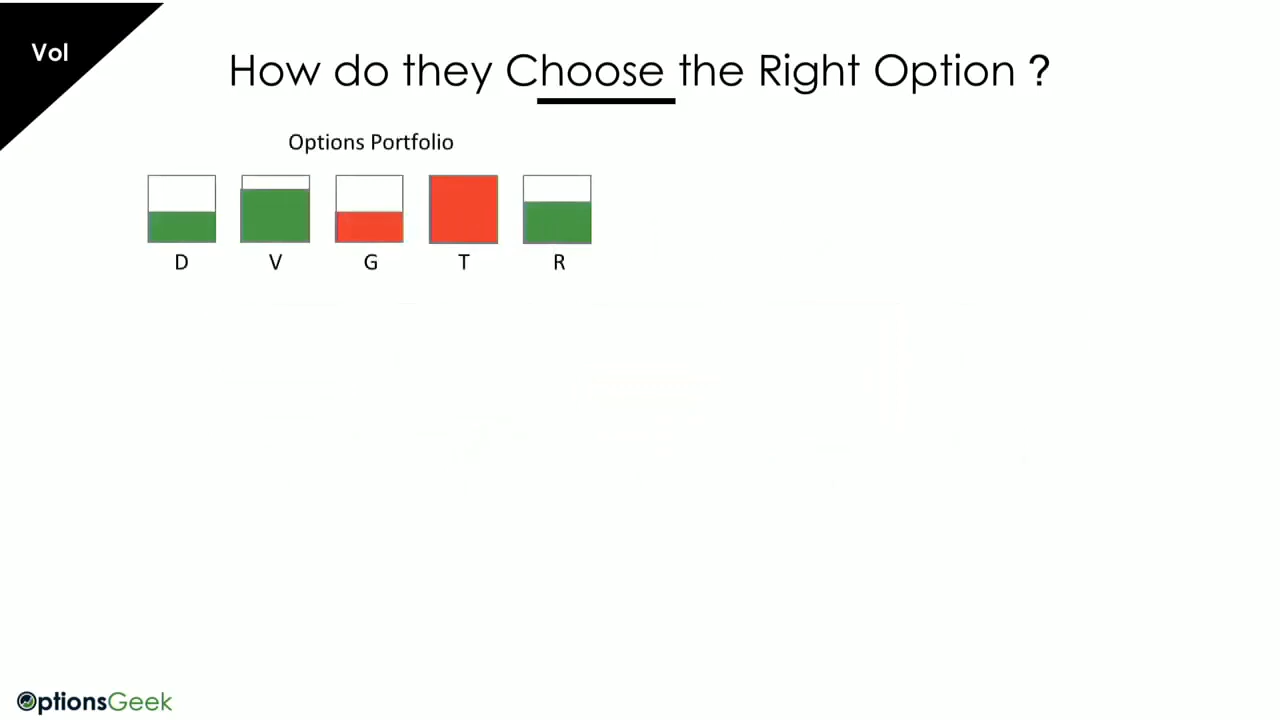 Vol
How do they Choose the Right Option ?
Options Portfolio
D V G T R
OptionsGeek